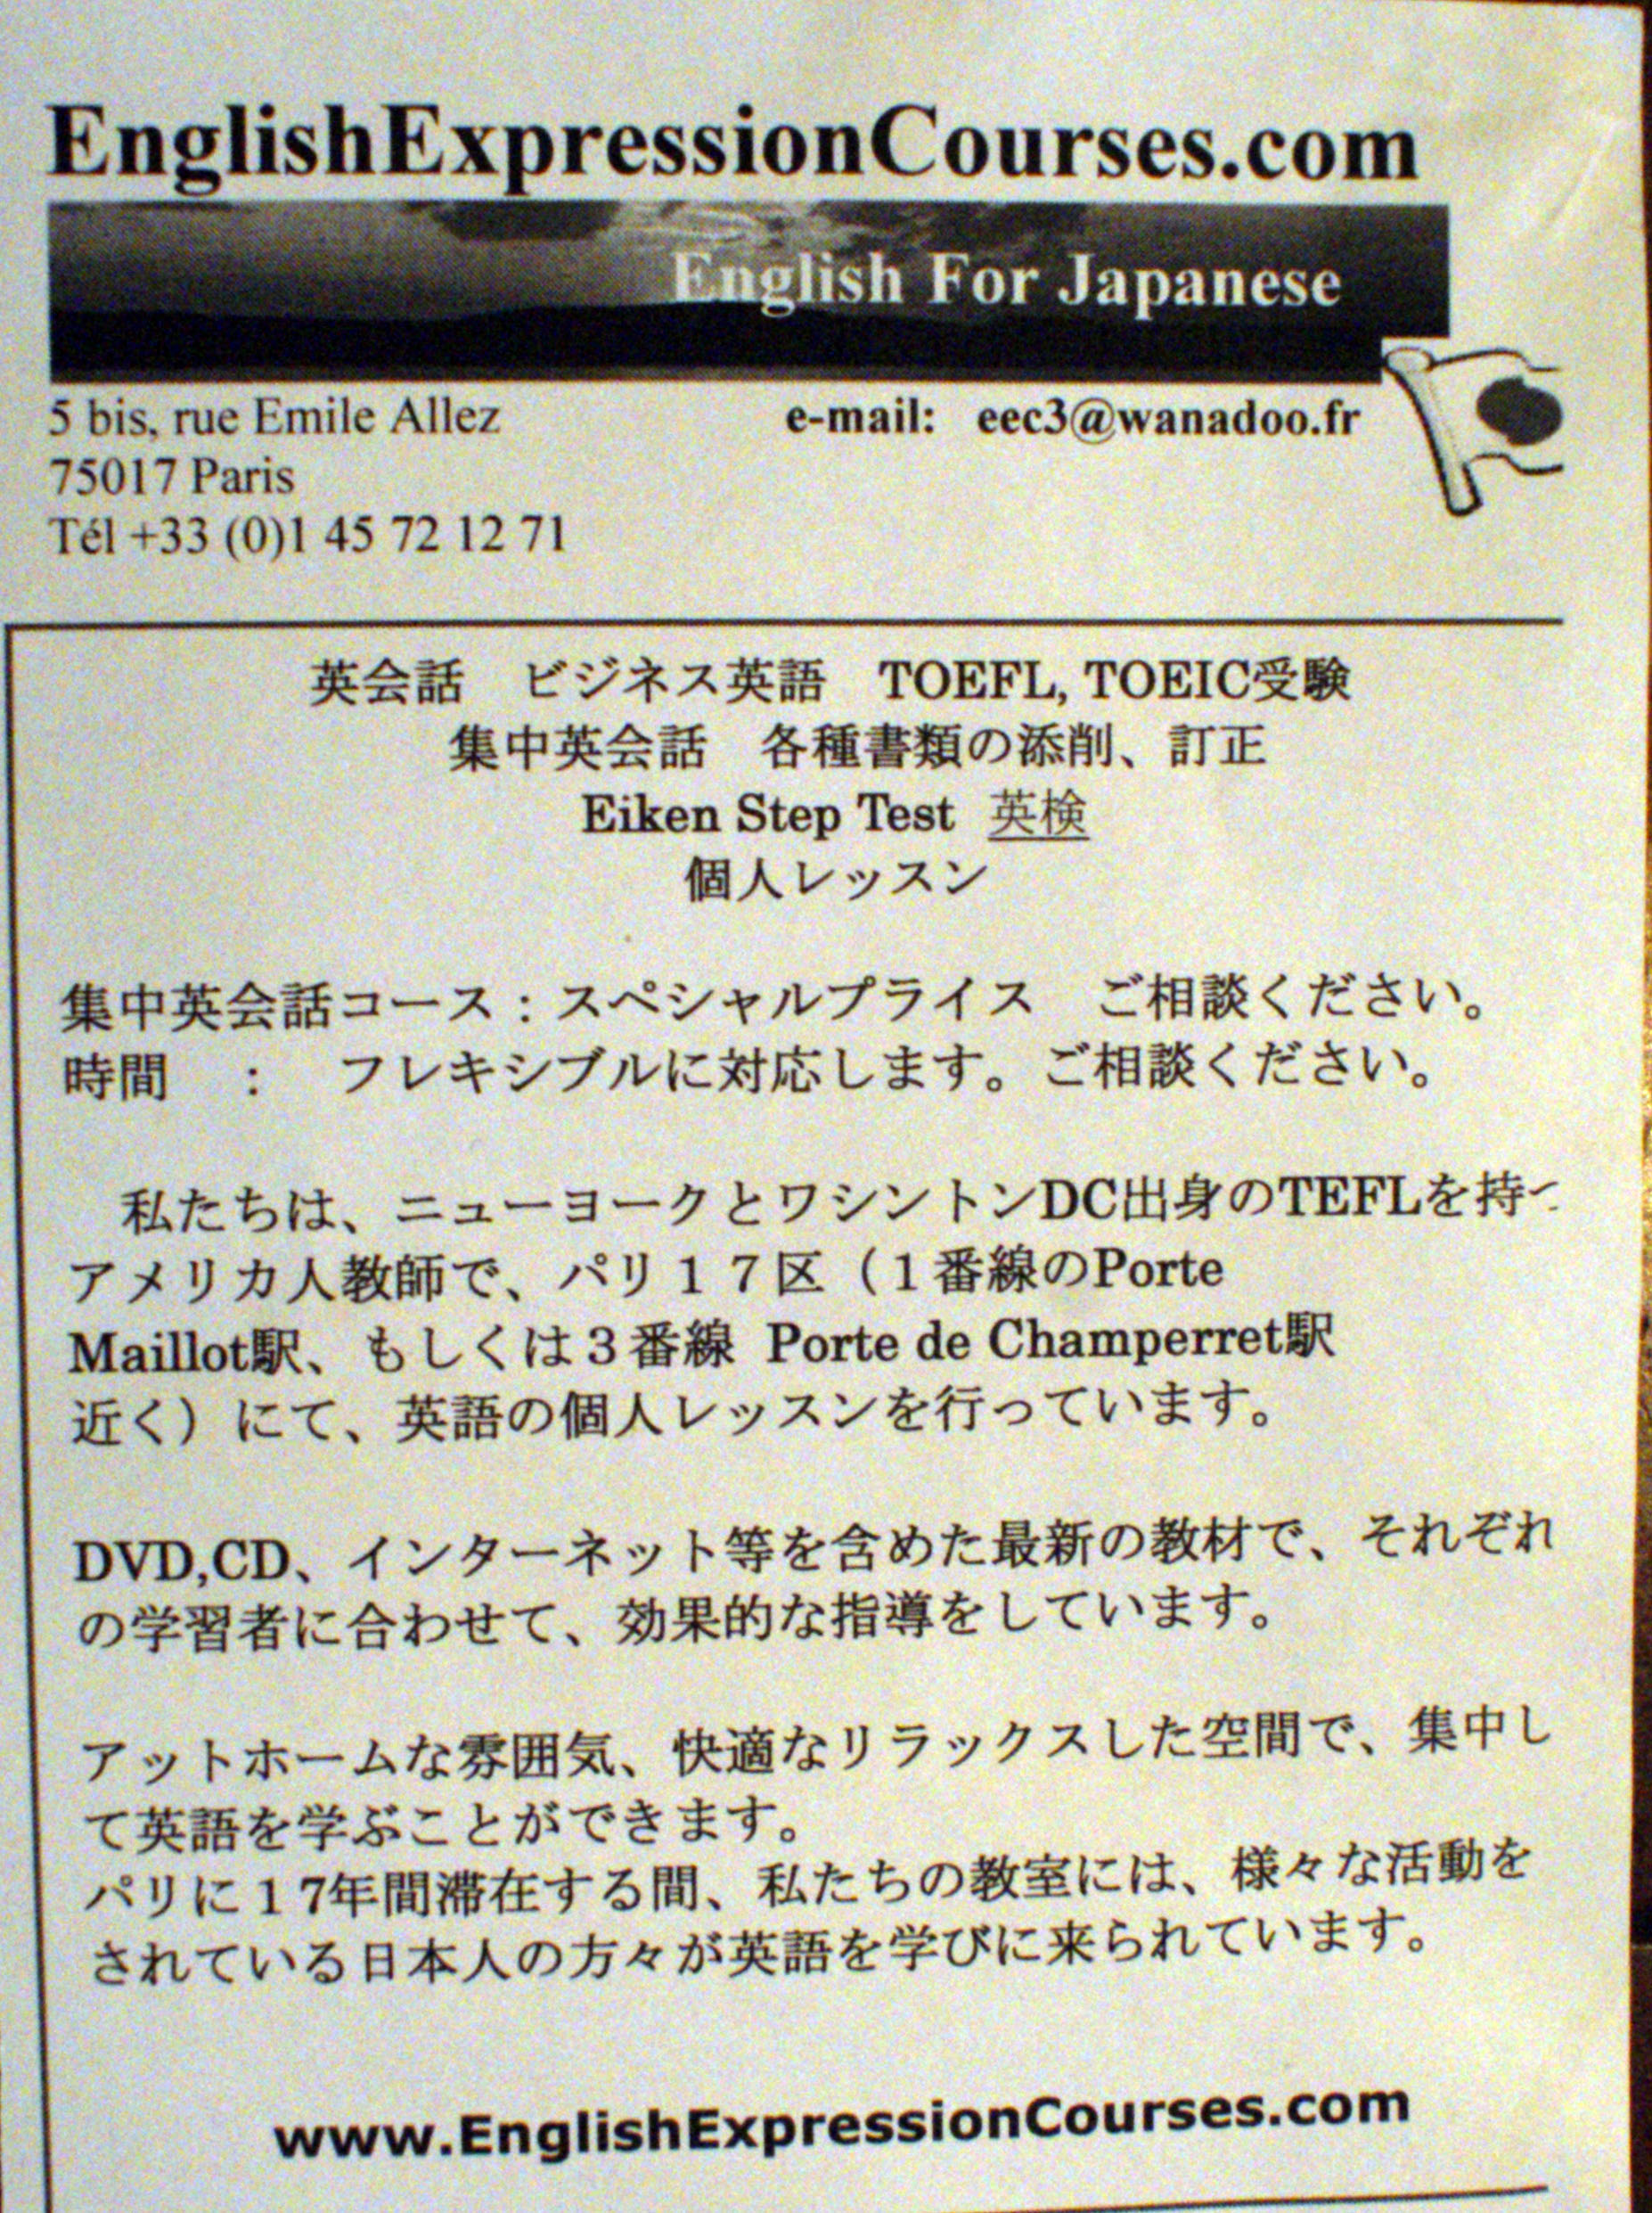 EnglishExpressionCourses.com
English For Japanese
5 bis, rue Emile Allez
e-mail: eec3@wanadoo.fr
75017 Paris
Tél +33 (0)1 45 72 12 71
英会話　ビジネス英語　TOEFL, TOEIC受験
集中英会話　各種書類の添削、訂正
Eiken Step Test 英検
個人レッスン
集中英会話コース：スペシャルプライス　ご相談ください。
時間　：　フレキシブルに対応します。ご相談ください。
私たちは、ニューヨークとワシントンDC出身のTEFLを持つ
アメリカ人教師で、パリ１７区（１番線のPorte
Maillot駅、もしくは３番線 Porte de Champerret駅
近く）にて、英語の個人レッスンを行っています。
DVD,CD、インターネット等を含めた最新の教材で、それぞれ
の学習者に合わせて、効果的な指導をしています。
アットホームな雰囲気、快適なリラックスした空間で、集中し
て英語を学ぶことができます。
パリに１7年間滞在する間、私たちの教室には、様々な活動を
されている日本人の方々が英語を学びに来られています。
www.EnglishExpressionCourses.com